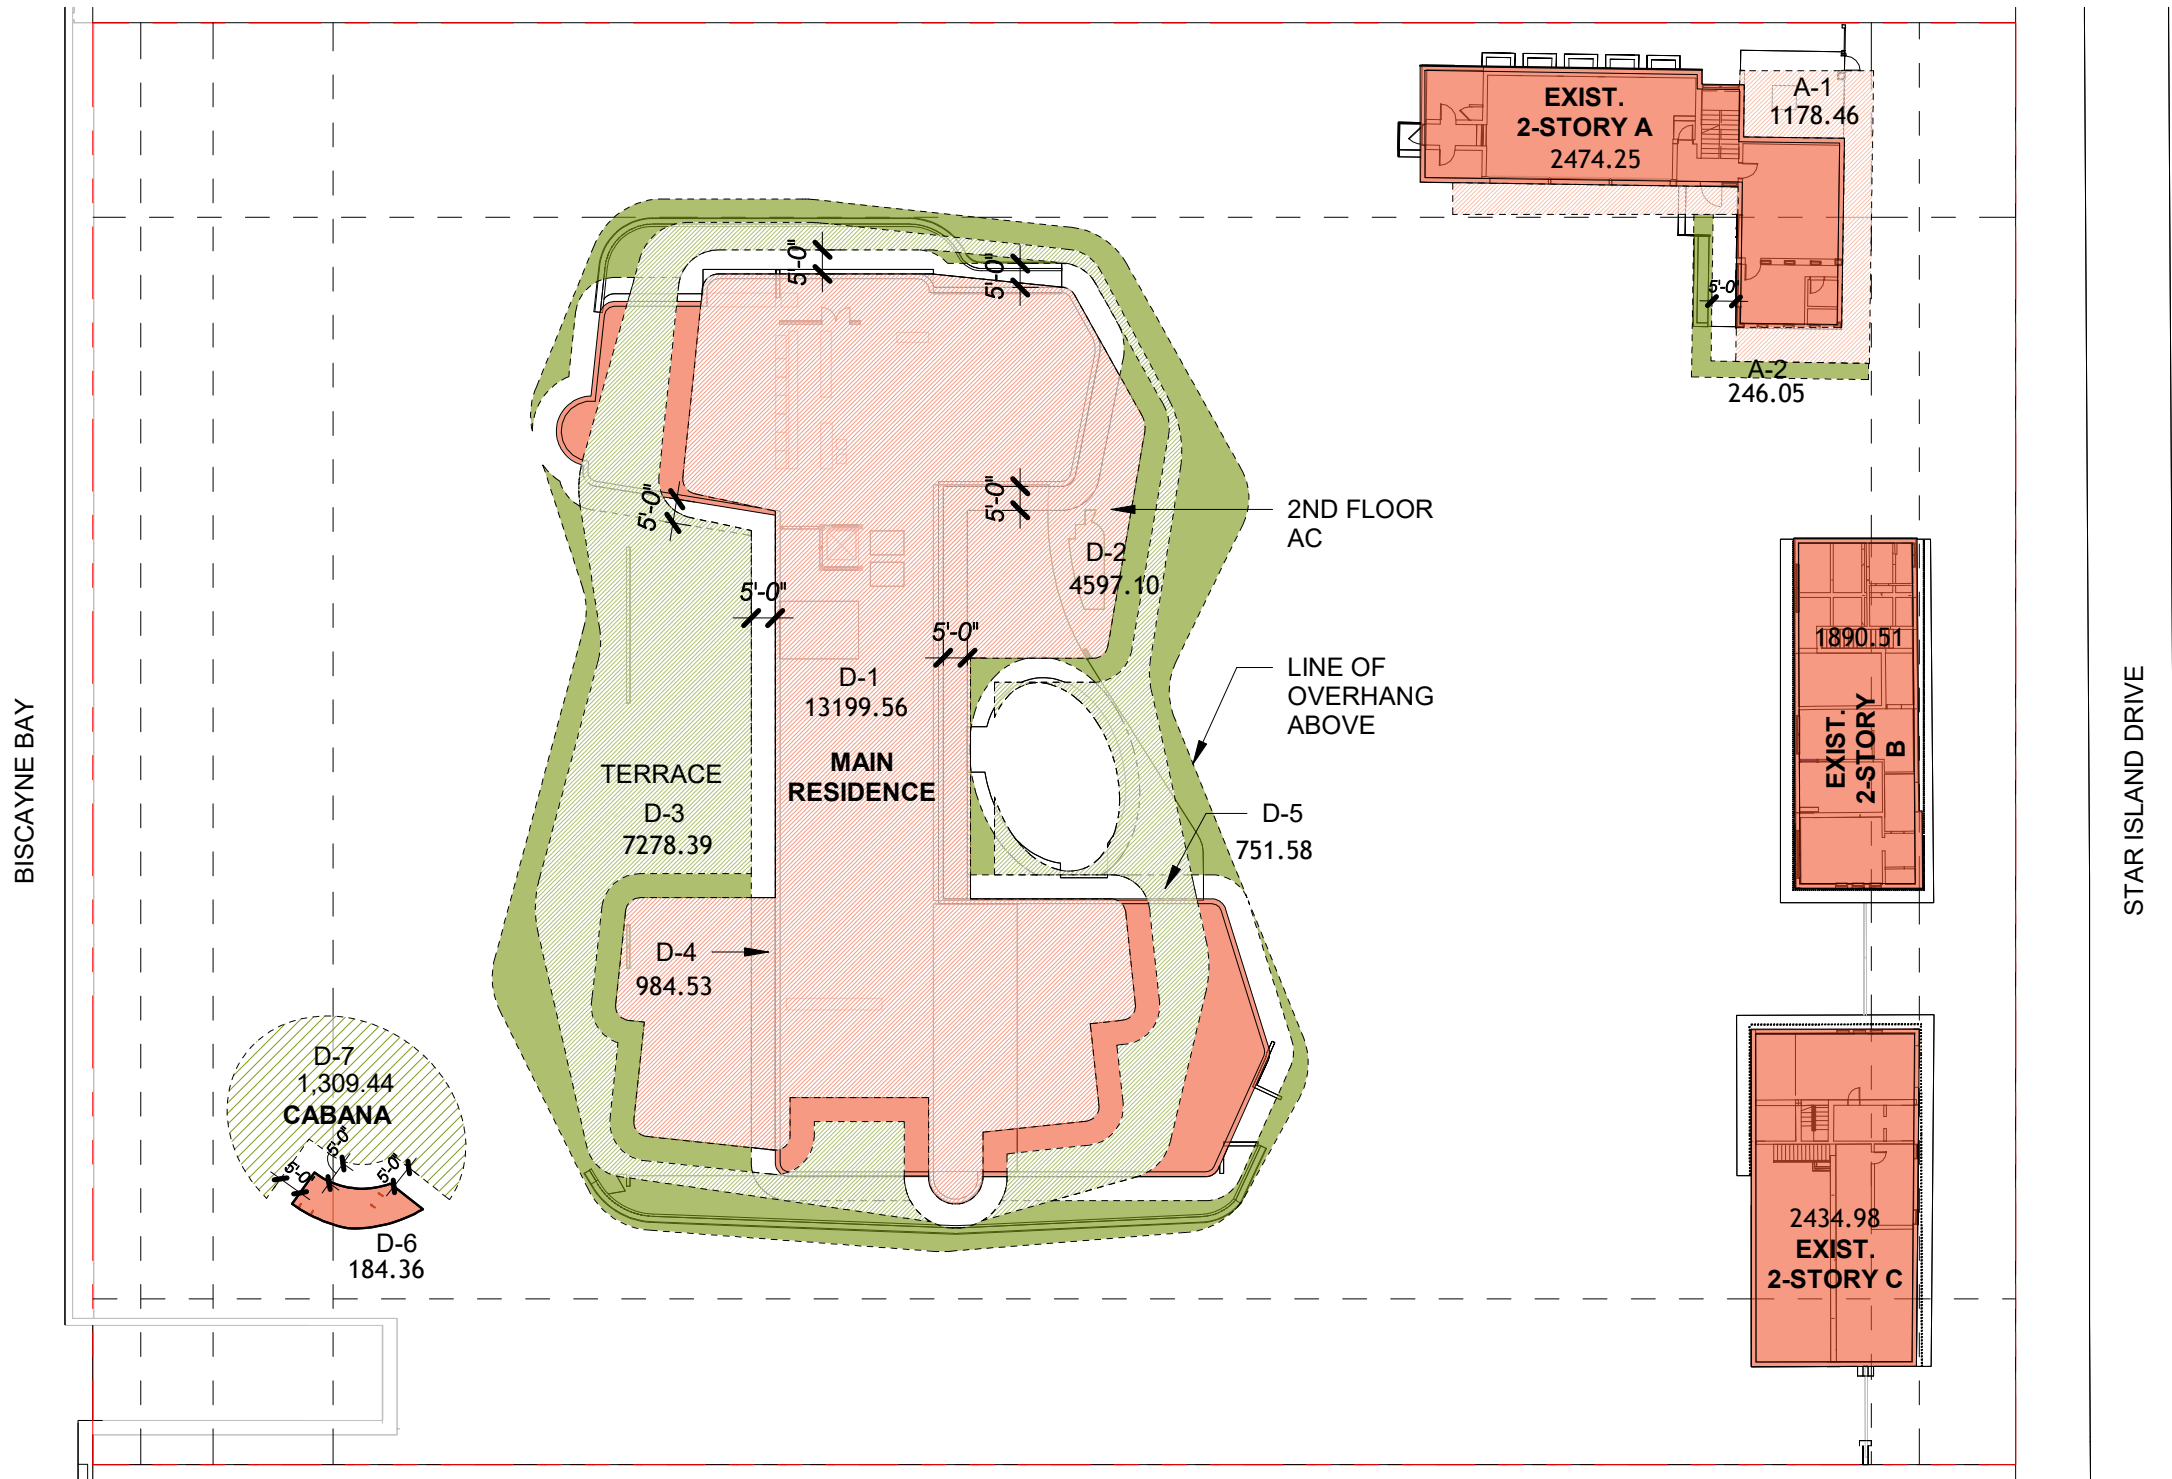 A-1
1178.46
EXIST.
2-STORY A
2474.25
5'-0"
5'-0"
5'-0"
A-2
246.05
5'-0"
5'-0"
2ND FLOOR
AC
D-2
4597.10
5'-0"
5'-0"
1890.51
EXIST.
2-STORY
B
LINE OF
OVERHANG
ABOVE
D-1
13199.56
MAIN
RESIDENCE
TERRACE
D-3
7278.39
D-5
751.58
BISCAYNE BAY
STAR ISLAND DRIVE
D-4
984.53
D-7
1,309.44
CABANA
5'-0"
5'-0"
5'-0"
D-6
184.36
2434.98
EXIST.
2-STORY C